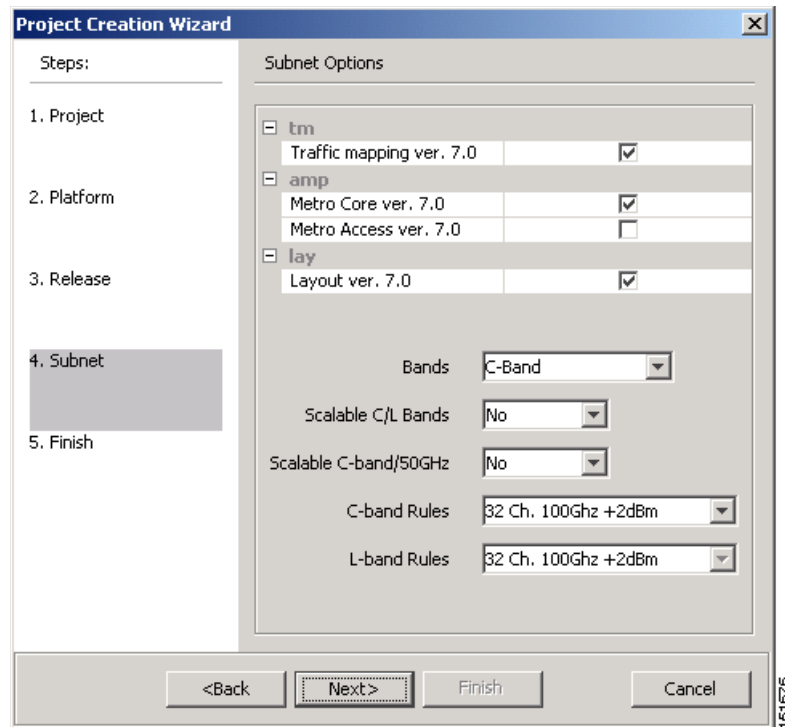 Project Creation Wizard
Steps:
Subnet Options
1. Project
2. Platform
3. Release
4. Subnet
5. Finish
tm
Traffic mapping ver. 7.0
amp
Metro Core ver. 7.0
Metro Access ver. 7.0
lay
Layout ver. 7.0
Bands C-Band
Scalable C/L Bands No
Scalable C-band/50GHz No
C-band Rules 32 Ch. 100Ghz +2dBm
L-band Rules 32 Ch. 100Ghz +2dBm
<Back Next> Finish Cancel
151676